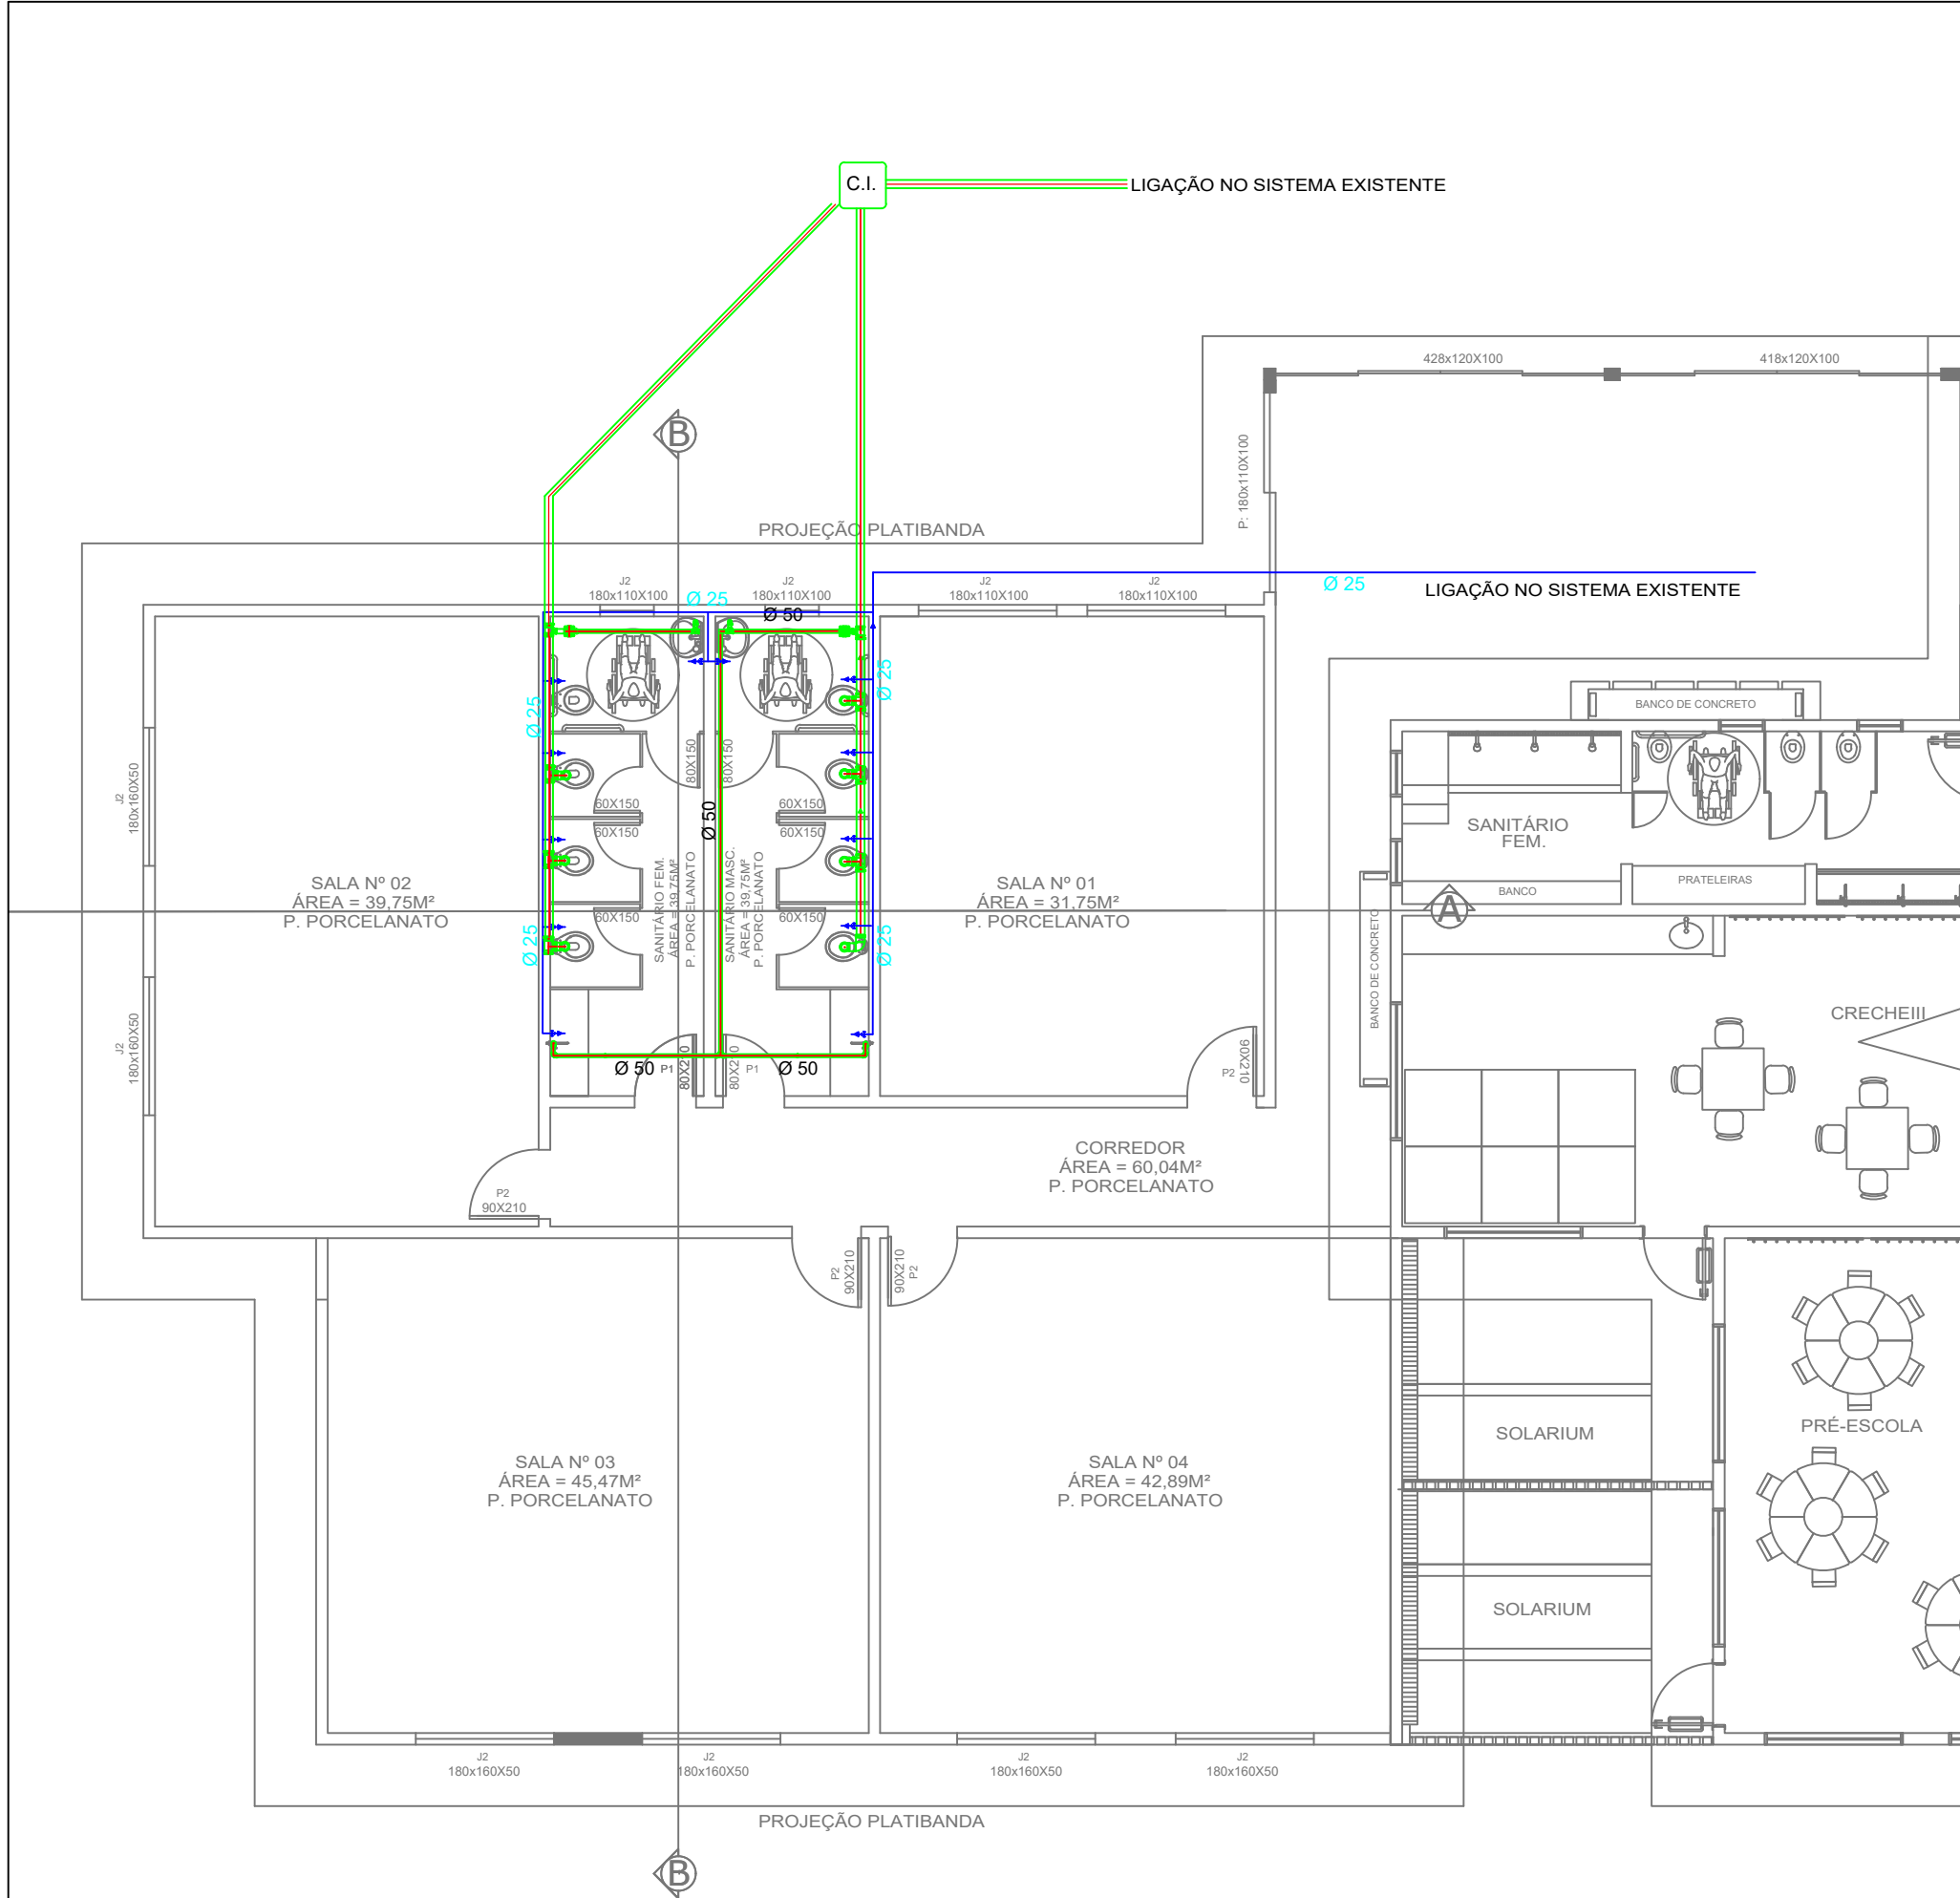 C.I.
LIGAÇÃO NO SISTEMA EXISTENTE
428x120X100
418x120X100
B
P: 180x110X100
PROJEÇÃO PLATIBANDA
J2
180x110X100
J2
180x110X100
J2
180x110X100
J2
180x110X100
Ø 25
LIGAÇÃO NO SISTEMA EXISTENTE
Ø 25
Ø 50
Ø 25
Ø 25
BANCO DE CONCRETO
80X150
80X150
J2
180x160X50
60X150
60X150
60X150
60X150
Ø 50
SANITÁRIO
FEM.
SALA Nº 02
ÁREA = 39,75M²
P. PORCELANATO
SANITÁRIO FEM.
ÁREA = 39,75M²
P. PORCELANATO
SANITÁRIO MASC.
ÁREA = 39,75M²
P. PORCELANATO
SALA Nº 01
ÁREA = 31,75M²
P. PORCELANATO
PRATELEIRAS
BANCO
A
60X150
60X150
Ø 25
Ø 25
BANCO DE CONCRETO
CRECHEIII
J2
180x160X50
Ø 50
P1
80X210
80X210
P1
Ø 50
P2
90X210
CORREDOR
ÁREA = 60,04M²
P. PORCELANATO
P2
90X210
P2
90X210
90X210
P2
PRÉ-ESCOLA
SOLARIUM
SALA Nº 03
ÁREA = 45,47M²
P. PORCELANATO
SALA Nº 04
ÁREA = 42,89M²
P. PORCELANATO
SOLARIUM
J2
180x160X50
J2
180x160X50
J2
180x160X50
J2
180x160X50
PROJEÇÃO PLATIBANDA
B